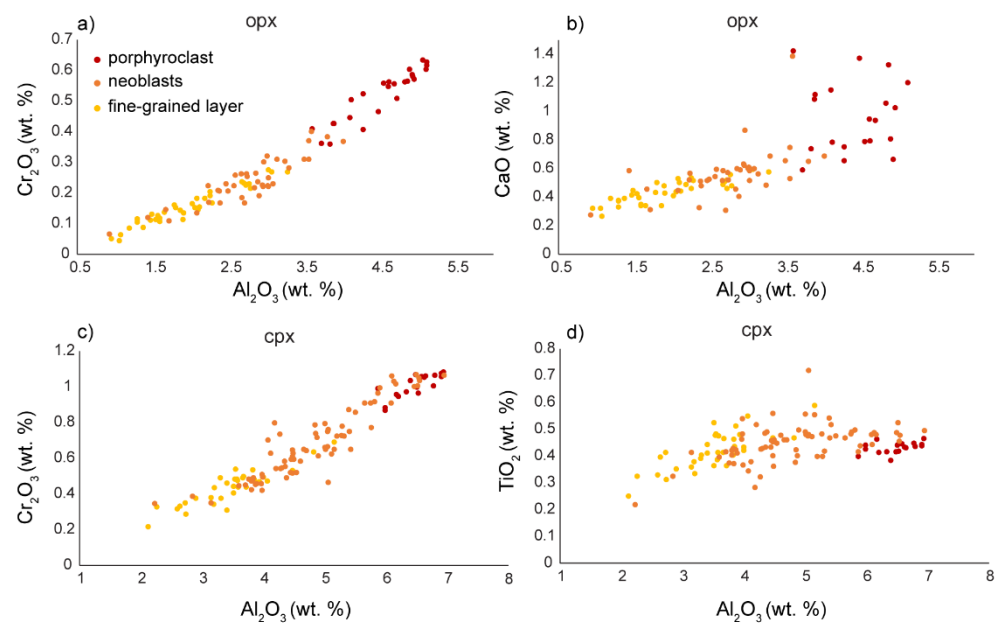 a)
opx
Cr₂O₃ (wt. %)
0.7
0.6
0.5
0.4
0.3
0.2
0.1
0
porphyroclast
neoblasts
fine-grained layer
0.5 1.5 2.5 3.5 4.5 5.5
Al₂O₃ (wt. %)
b)
opx
CaO (wt. %)
1.4
1.2
1
0.8
0.6
0.4
0.2
0
0.5 1.5 2.5 3.5 4.5 5.5
Al₂O₃ (wt. %)
c)
cpx
Cr₂O₃ (wt. %)
1.2
1
0.8
0.6
0.4
0.2
0
1 2 3 4 5 6 7 8
Al₂O₃ (wt. %)
d)
cpx
TiO₂ (wt. %)
0.8
0.7
0.6
0.5
0.4
0.3
0.2
0.1
0
1 2 3 4 5 6 7 8
Al₂O₃ (wt. %)